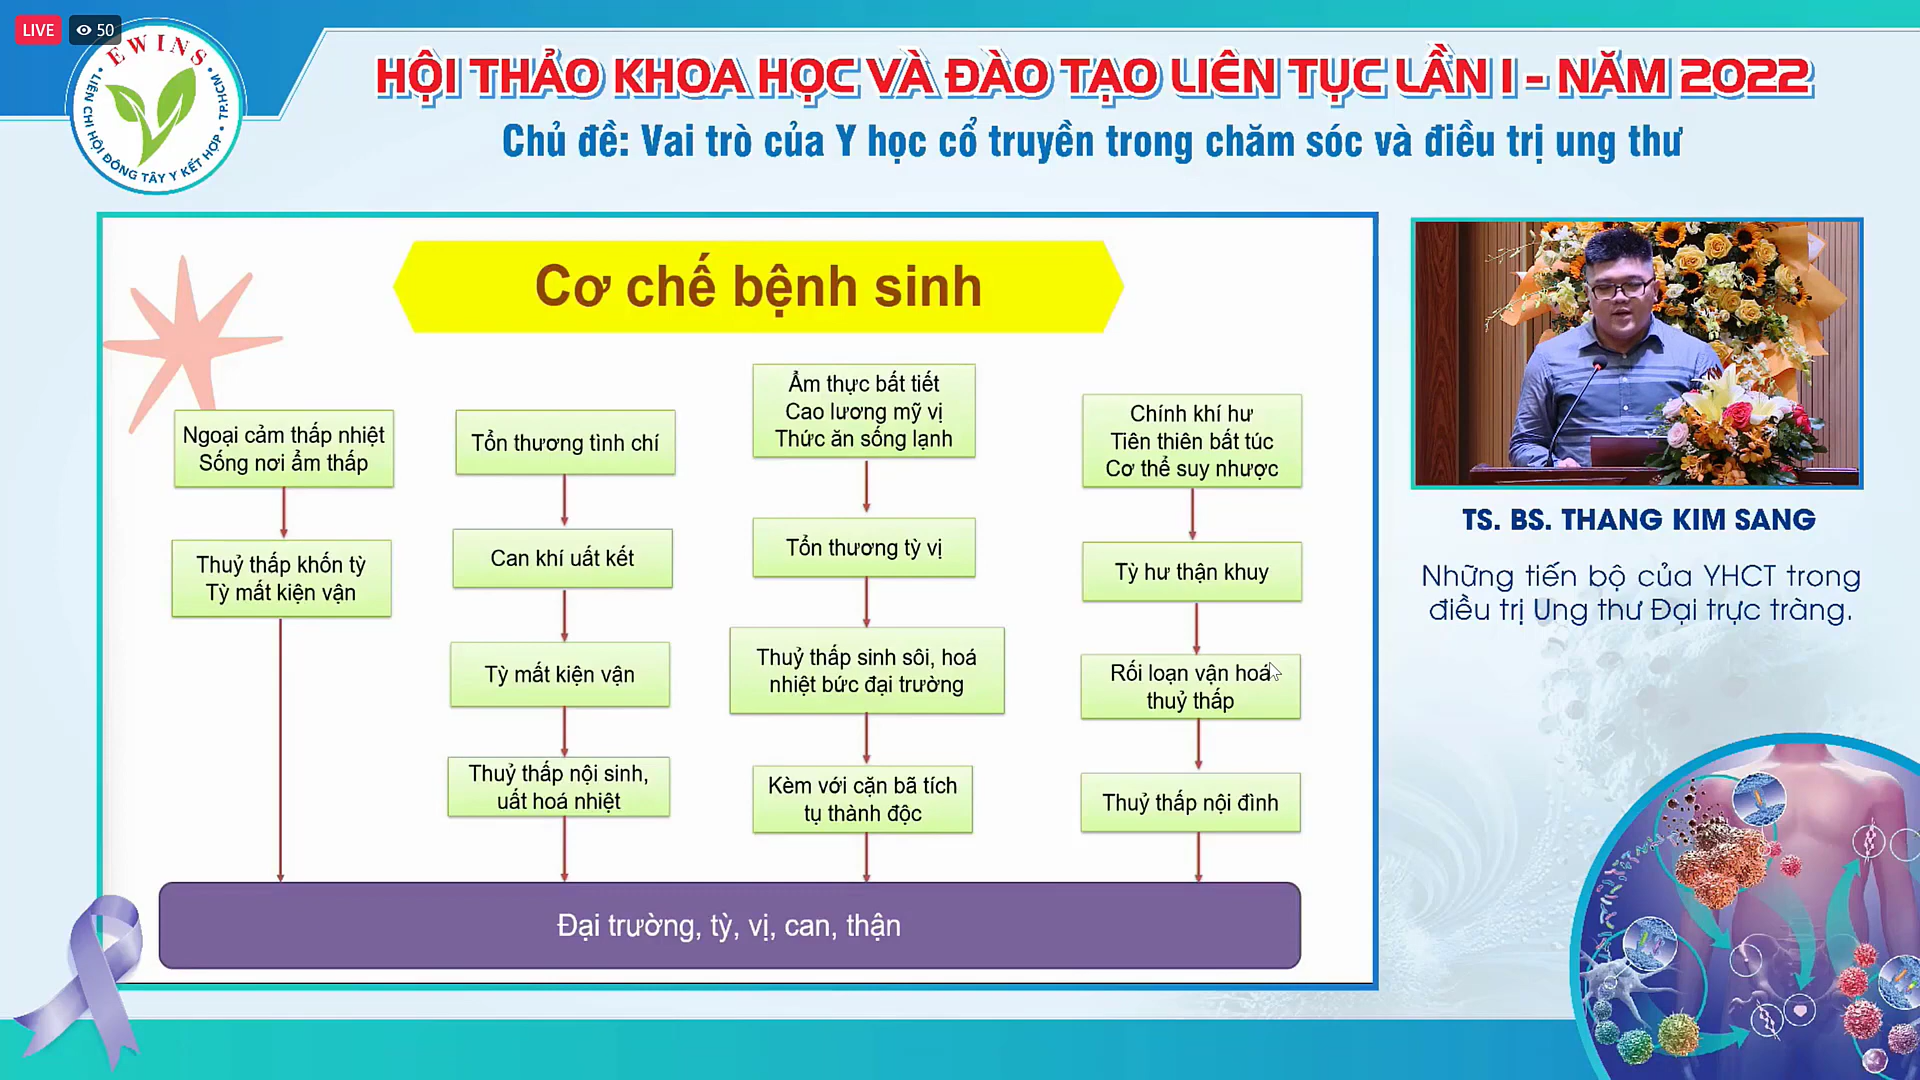 LIVE
50
EWINS
LIÊN CHI HỘI ĐÔNG TÂY Y KẾT HỢP • TP.HCM
HỘI THẢO KHOA HỌC VÀ ĐÀO TẠO LIÊN TỤC LẦN I - NĂM 2022
Chủ đề: Vai trò của Y học cổ truyền trong chăm sóc và điều trị ung thư
Cơ chế bệnh sinh
Ngoại cảm thấp nhiệt
Sống nơi ẩm thấp
Thuỷ thấp khốn tỳ
Tỳ mất kiện vận
Tổn thương tình chí
Can khí uất kết
Tỳ mất kiện vận
Thuỷ thấp nội sinh,
uất hoá nhiệt
Ẩm thực bất tiết
Cao lương mỹ vị
Thức ăn sống lạnh
Tổn thương tỳ vị
Thuỷ thấp sinh sôi, hoá
nhiệt bức đại trường
Kèm với cặn bã tích
tụ thành độc
Chính khí hư
Tiên thiên bất túc
Cơ thể suy nhược
Tỳ hư thận khuy
Rối loạn vận hoá
thuỷ thấp
Thuỷ thấp nội đình
Đại trường, tỳ, vị, can, thận
TS. BS. THANG KIM SANG
Những tiến bộ của YHCT trong
điều trị Ung thư Đại trực tràng.